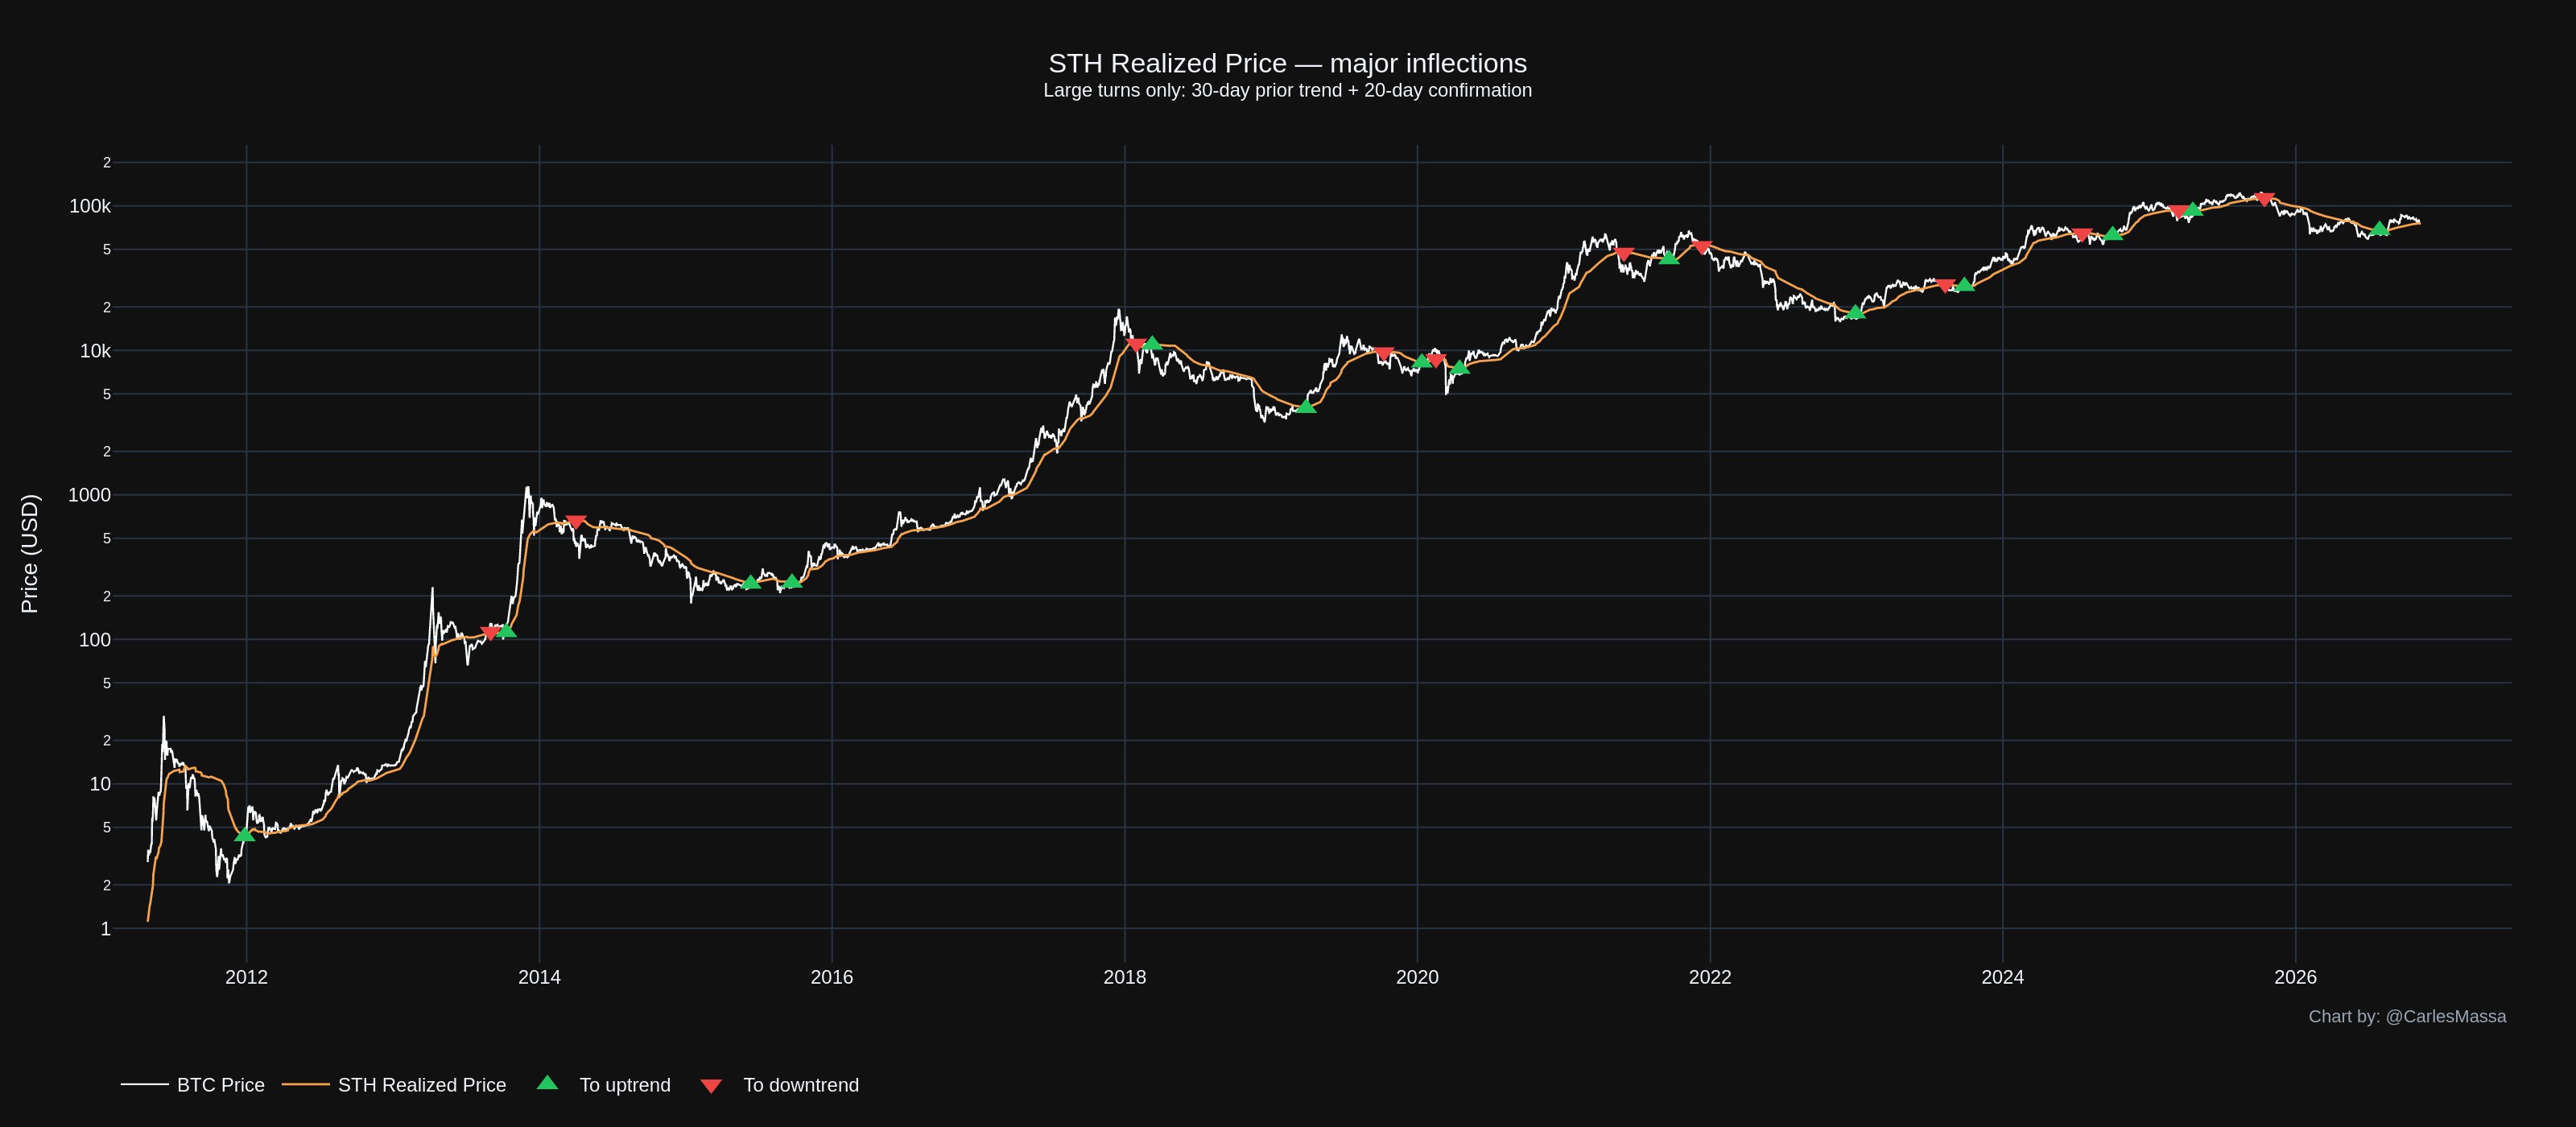 STH Realized Price — major inflections
Large turns only: 30-day prior trend + 20-day confirmation
Price (USD)
2
100k
5
2
10k
5
2
1000
5
2
100
5
2
10
5
2
1
2012 2014 2016 2018 2020 2022 2024 2026
Chart by: @CarlesMassa
BTC Price STH Realized Price To uptrend To downtrend